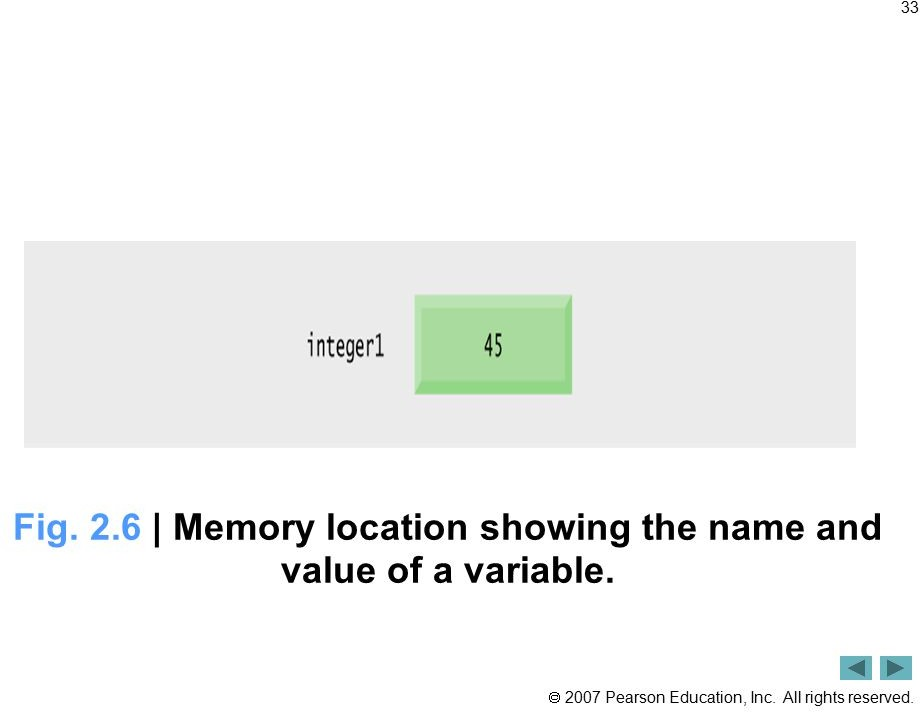 33
integer1 45
Fig. 2.6 | Memory location showing the name and
value of a variable.
© 2007 Pearson Education, Inc. All rights reserved.